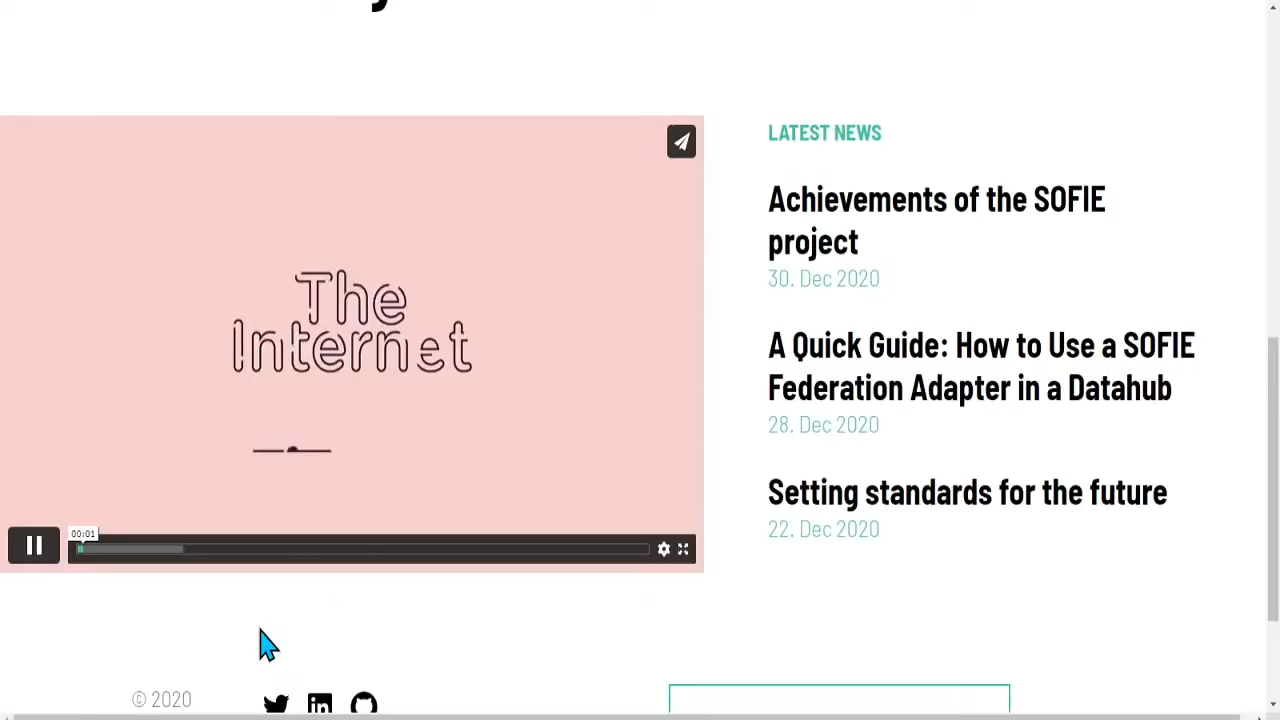 The
Internet
00:01
LATEST NEWS
Achievements of the SOFIE
project
30. Dec 2020
A Quick Guide: How to Use a SOFIE
Federation Adapter in a Datahub
28. Dec 2020
Setting standards for the future
22. Dec 2020
© 2020
in